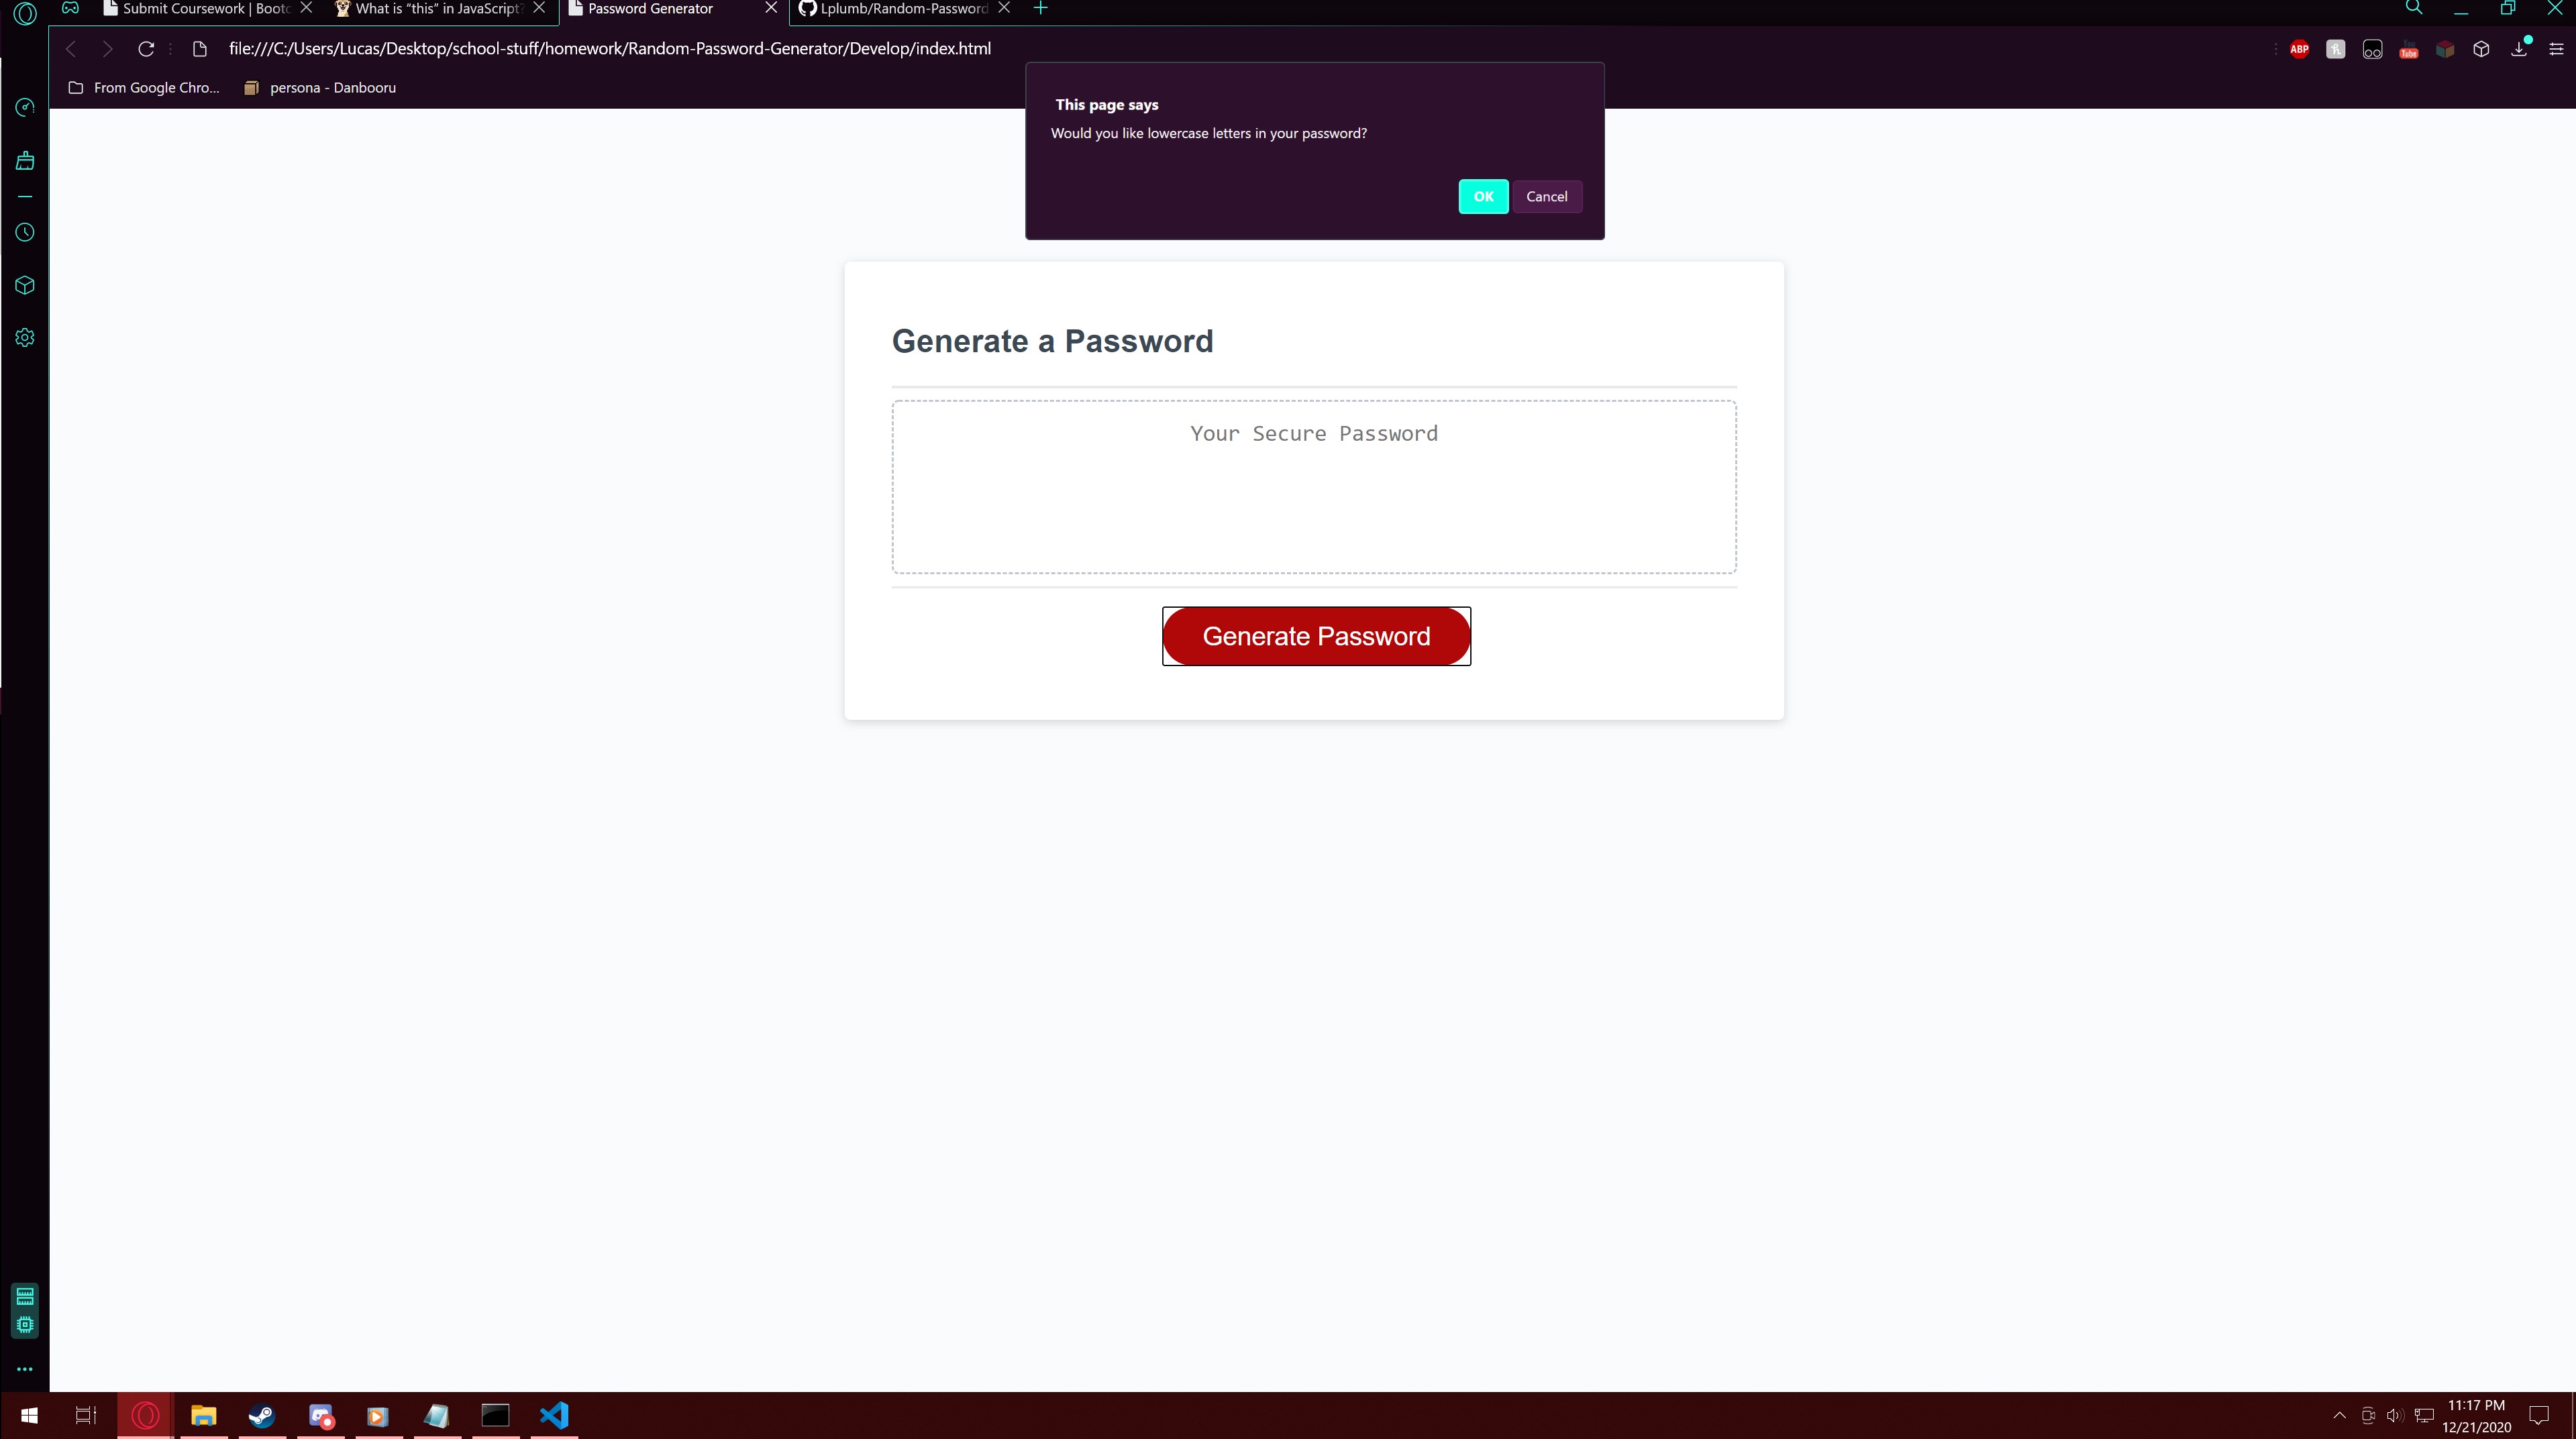 Submit Coursework | Bootc
What is “this” in JavaScript?
Password Generator
Lplumb/Random-Password
file:///C:/Users/Lucas/Desktop/school-stuff/homework/Random-Password-Generator/Develop/index.html
ABP
You
Tube
From Google Chro...
persona - Danbooru
This page says
Would you like lowercase letters in your password?
OK
Cancel
Generate a Password
Your Secure Password
Generate Password
11:17 PM
12/21/2020